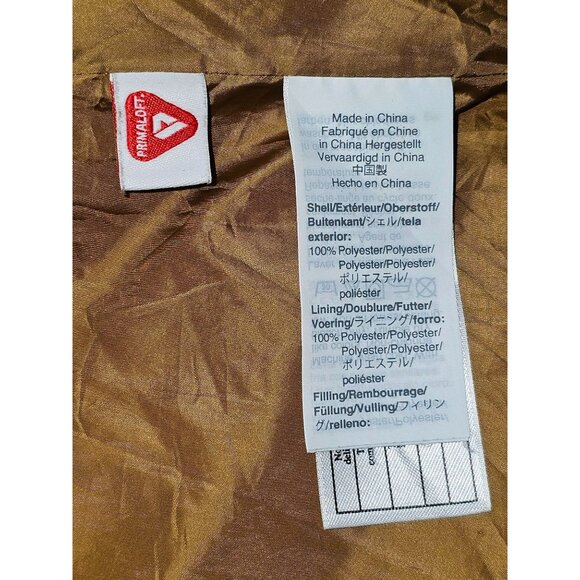 PRIMALOFT
Made in China
Fabriqué en Chine
in China Hergestellt
Vervaardigd in China
中国製
Hecho en China
Shell/Extérieur/Oberstoff/
Buitenkant/シェル/tela
exterior:
100% Polyester/Polyester/
Polyester/Polyester/
ポリエステル/
poliéster
Lining/Doublure/Futter/
Voering/ライニング/forro:
100% Polyester/Polyester/
Polyester/Polyester/
ポリエステル/
poliéster
Filling/Rembourrage/
Füllung/Vulling/フィリン
グ/relleno: